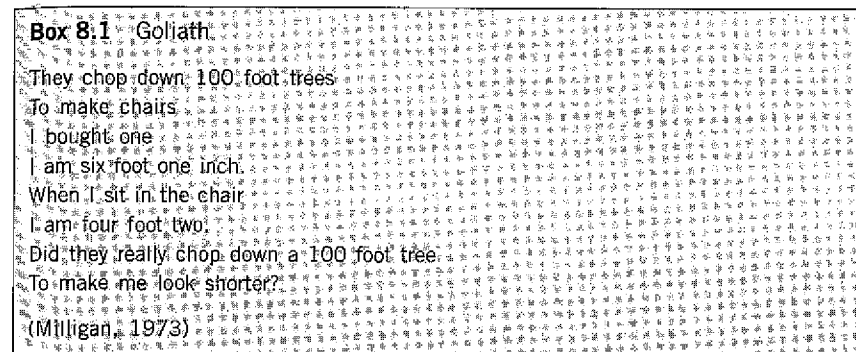 Box 8.1 Goliath
They chop down 100 foot trees
To make chairs
I bought one
I am six foot one inch.
When I sit in the chair
I am four foot two.
Did they really chop down a 100 foot tree
To make me look shorter?
(Milligan, 1973)